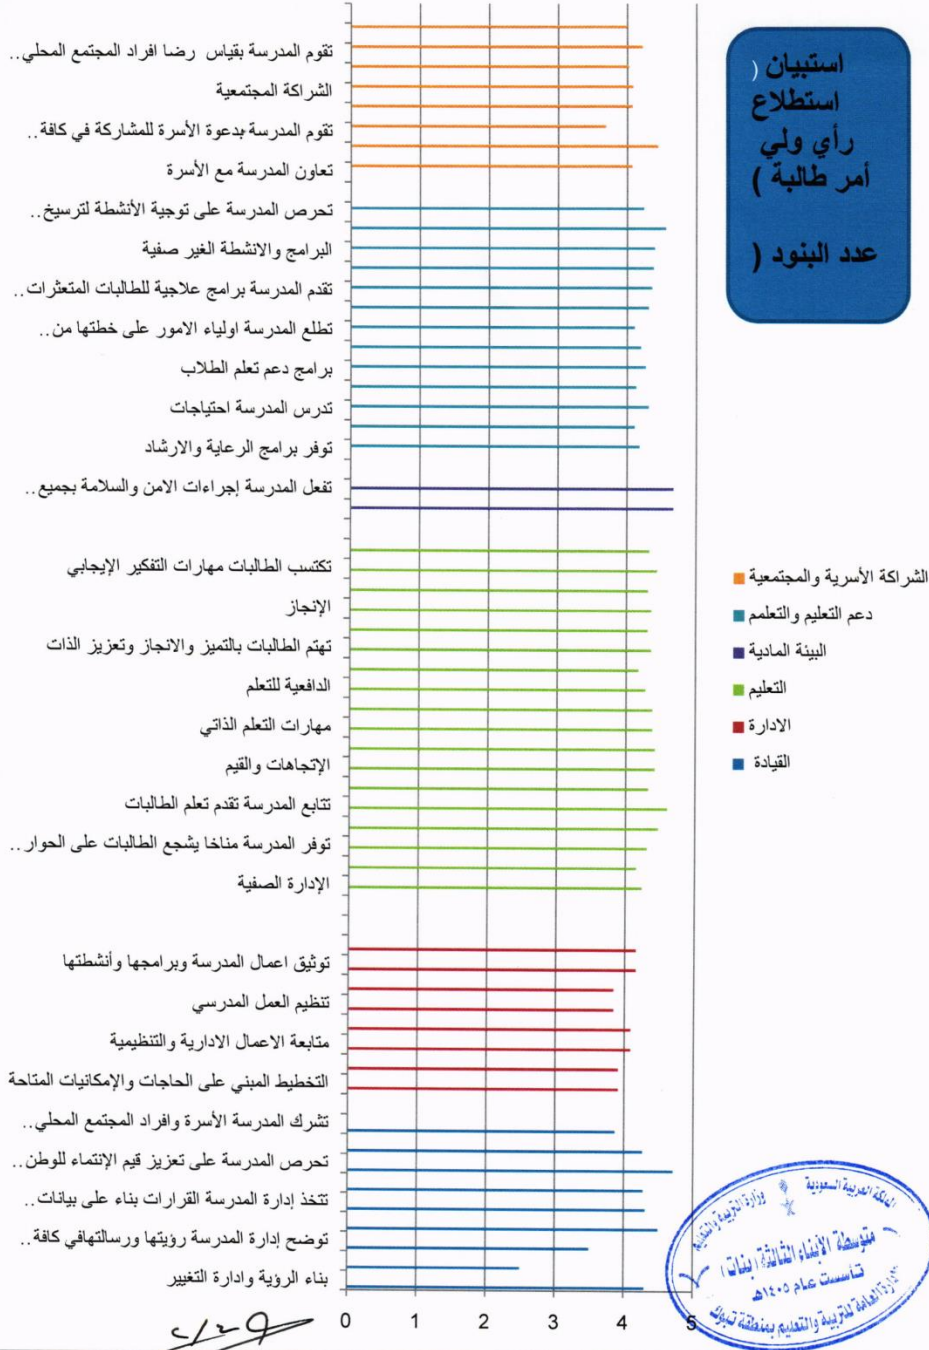 استبيان (
استطلاع
رأي ولي
أمر طالبة )
عدد البنود (
تقوم المدرسة بقياس رضا افراد المجتمع المحلي..
الشراكة المجتمعية
تقوم المدرسة بدعوة الأسرة للمشاركة في كافة..
تعاون المدرسة مع الأسرة
تحرص المدرسة على توجية الأنشطة لترسيخ..
البرامج والانشطة الغير صفية
تقدم المدرسة برامج علاجية للطالبات المتعثرات..
تطلع المدرسة اولياء الامور على خطتها من..
برامج دعم تعلم الطلاب
تدرس المدرسة احتياجات
توفر برامج الرعاية والارشاد
تفعل المدرسة إجراءات الامن والسلامة بجميع..
تكتسب الطالبات مهارات التفكير الإيجابي
الإنجاز
تهتم الطالبات بالتميز والانجاز وتعزيز الذات
الدافعية للتعلم
مهارات التعلم الذاتي
الإتجاهات والقيم
تتابع المدرسة تقدم تعلم الطالبات
توفر المدرسة مناخا يشجع الطالبات على الحوار..
الإدارة الصفية
توثيق اعمال المدرسة وبرامجها وأنشطتها
تنظيم العمل المدرسي
متابعة الاعمال الادارية والتنظيمية
التخطيط المبني على الحاجات والإمكانيات المتاحة
تشرك المدرسة الأسرة وافراد المجتمع المحلي..
تحرص المدرسة على تعزيز قيم الإنتماء للوطن..
تتخذ إدارة المدرسة القرارات بناء على بيانات..
توضح إدارة المدرسة رؤيتها ورسالتهافي كافة..
بناء الرؤية وادارة التغيير
0 1 2 3 4 5
الشراكة الأسرية والمجتمعية
دعم التعليم والتعلمم
البيئة المادية
التعليم
الادارة
القيادة
المملكة العربية السعودية
وزارة التربية والتعليم
متوسطة الأبناء الثالثة (بنات)
تأسست عام ١٤٠٥هـ
الإدارة العامة للتربية والتعليم بمنطقة تبوك